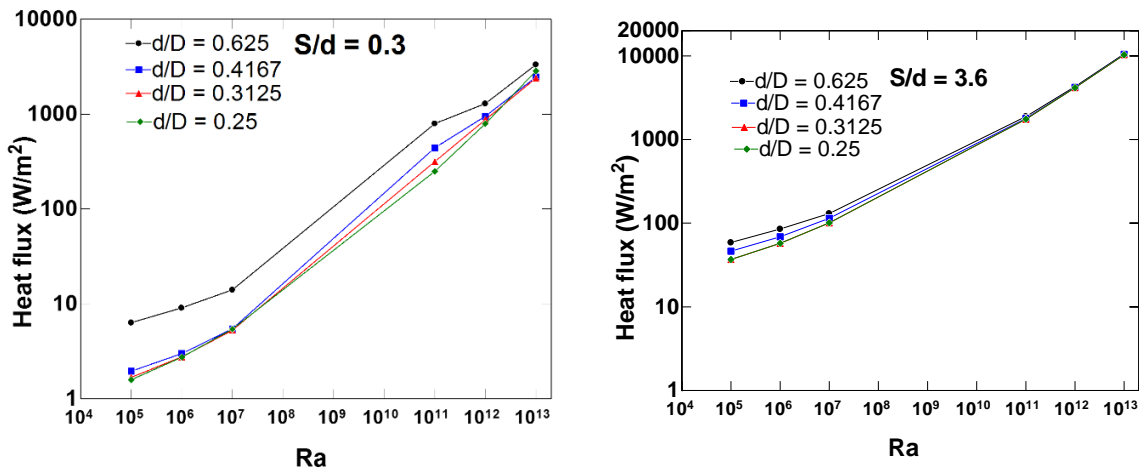 10000
1000
100
10
1
Heat flux (W/m²)
d/D = 0.625
d/D = 0.4167
d/D = 0.3125
d/D = 0.25
S/d = 0.3
10⁴ 10⁵ 10⁶ 10⁷ 10⁸ 10⁹ 10¹⁰ 10¹¹ 10¹² 10¹³
Ra
20000
10000
1000
100
10
1
Heat flux (W/m²)
d/D = 0.625
d/D = 0.4167
d/D = 0.3125
d/D = 0.25
S/d = 3.6
10⁴ 10⁵ 10⁶ 10⁷ 10⁸ 10⁹ 10¹⁰ 10¹¹ 10¹² 10¹³
Ra